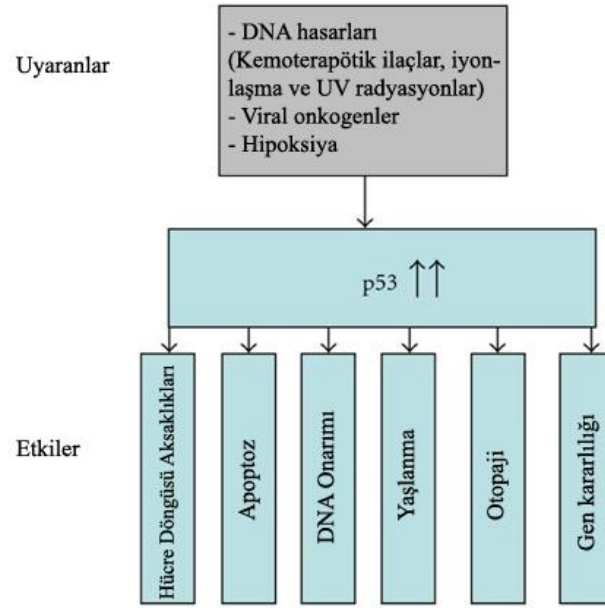 Uyaranlar
- DNA hasarları
(Kemoterapötik ilaçlar, iyon-
laşma ve UV radyasyonlar)
- Viral onkogenler
- Hipoksiya
p53 ↑↑
Etkiler
Hücre Döngüsü Aksaklıkları
Apoptoz
DNA Onarımı
Yaşlanma
Otopaji
Gen kararlılığı